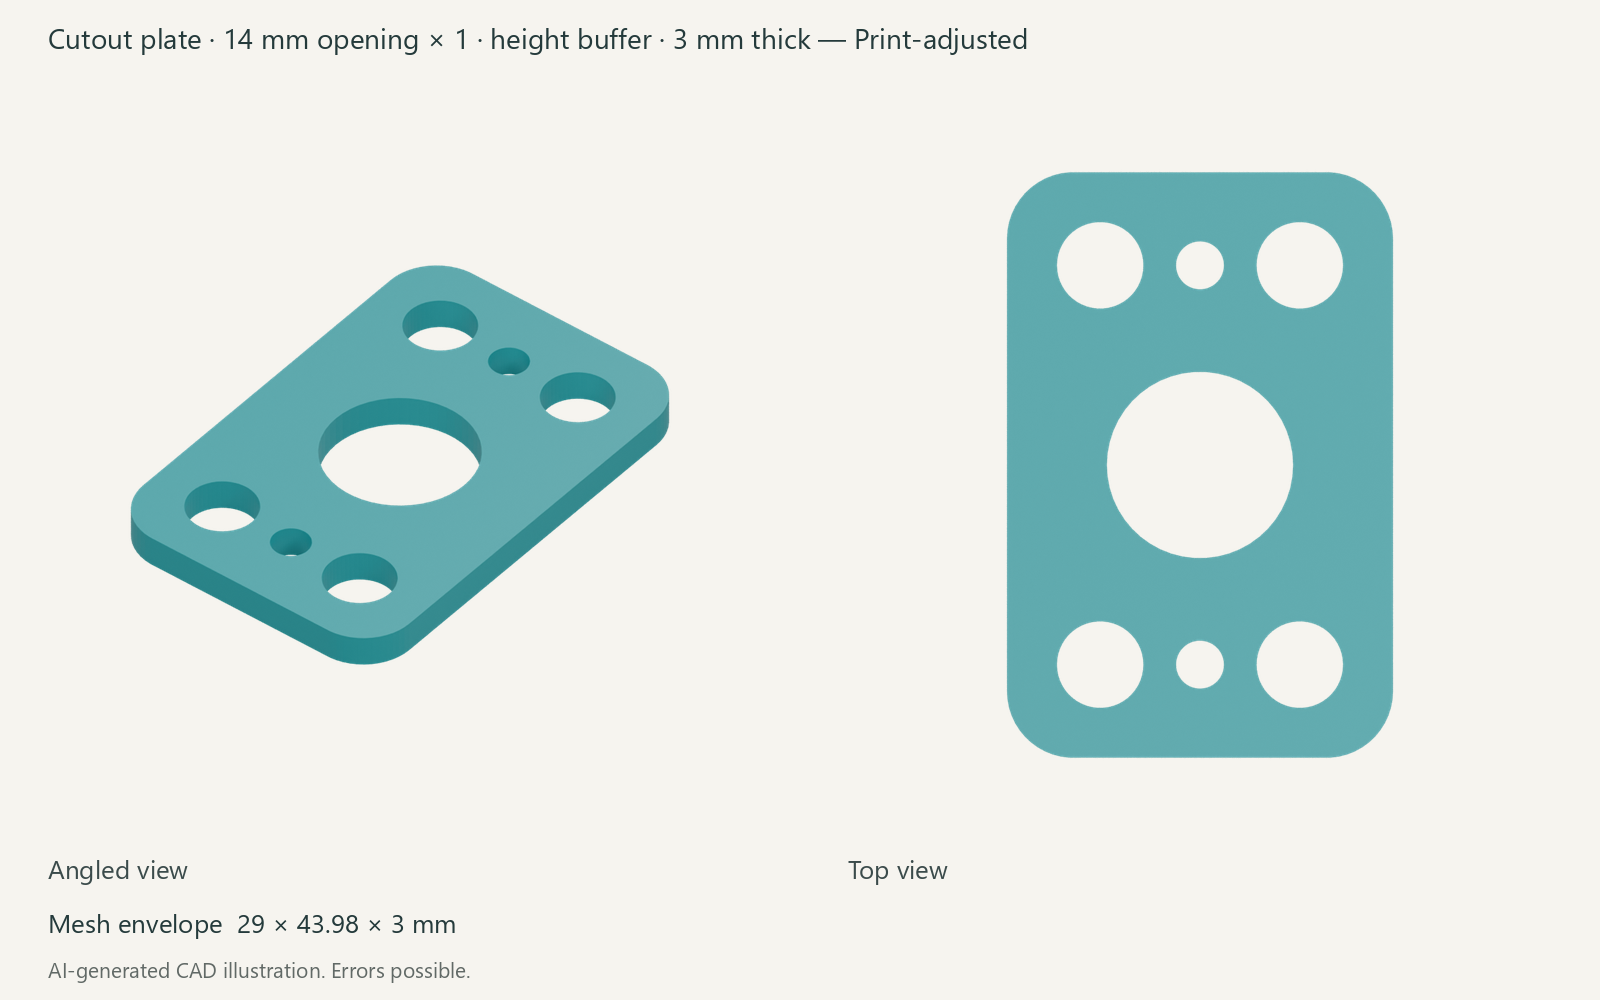 Cutout plate · 14 mm opening × 1 · height buffer · 3 mm thick — Print-adjusted
Angled view
Top view
Mesh envelope 29 × 43.98 × 3 mm
AI-generated CAD illustration. Errors possible.